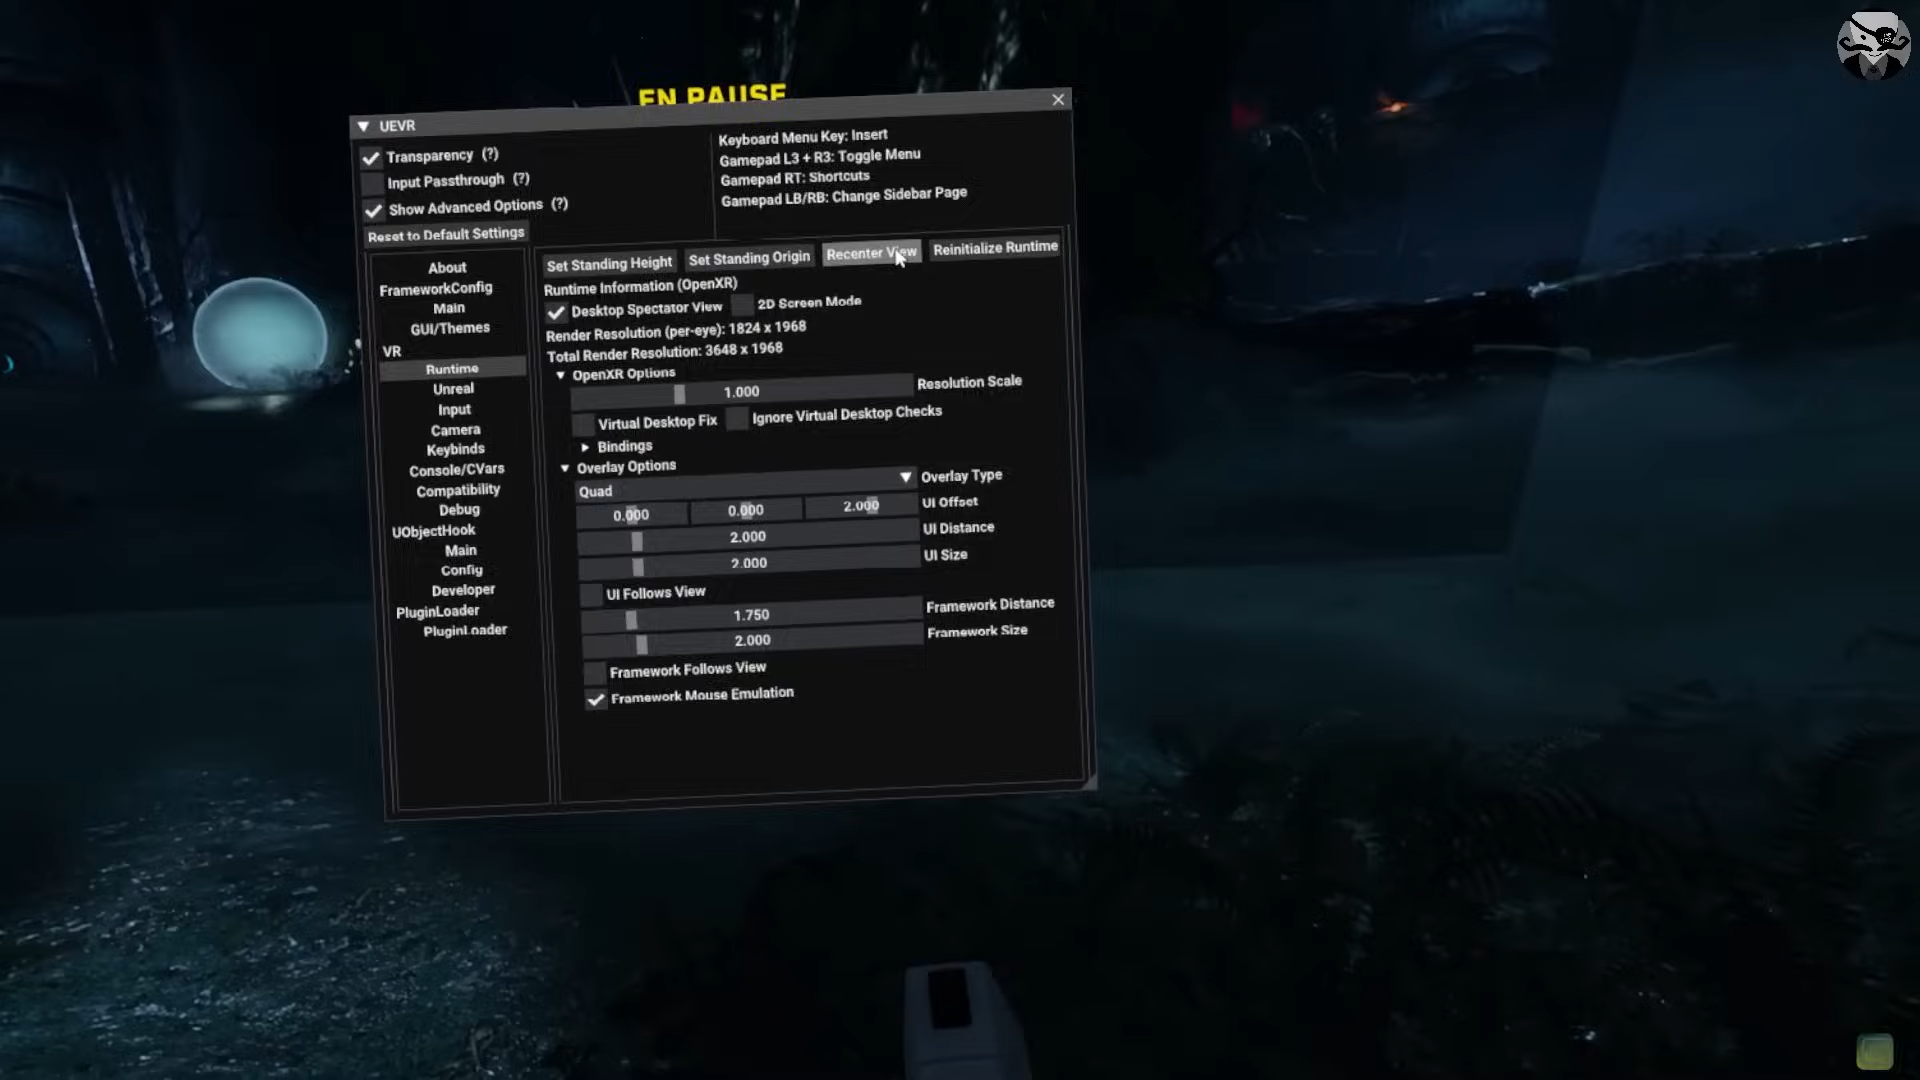 EN PAUSE
UEVR
Transparency (?)
Input Passthrough (?)
Show Advanced Options (?)
Reset to Default Settings
Keyboard Menu Key: Insert
Gamepad L3 + R3: Toggle Menu
Gamepad RT: Shortcuts
Gamepad LB/RB: Change Sidebar Page
About
FrameworkConfig
Main
GUI/Themes
VR
Runtime
Unreal
Input
Camera
Keybinds
Console/CVars
Compatibility
Debug
UObjectHook
Main
Config
Developer
PluginLoader
PluginLoader
Set Standing Height Set Standing Origin Recenter View Reinitialize Runtime
Runtime Information (OpenXR)
Desktop Spectator View 2D Screen Mode
Render Resolution (per-eye): 1824 x 1968
Total Render Resolution: 3648 x 1968
OpenXR Options
1.000 Resolution Scale
Virtual Desktop Fix Ignore Virtual Desktop Checks
Bindings
Overlay Options
Quad Overlay Type
0.000 0.000 2.000 UI Offset
2.000 UI Distance
2.000 UI Size
UI Follows View
1.750 Framework Distance
2.000 Framework Size
Framework Follows View
Framework Mouse Emulation